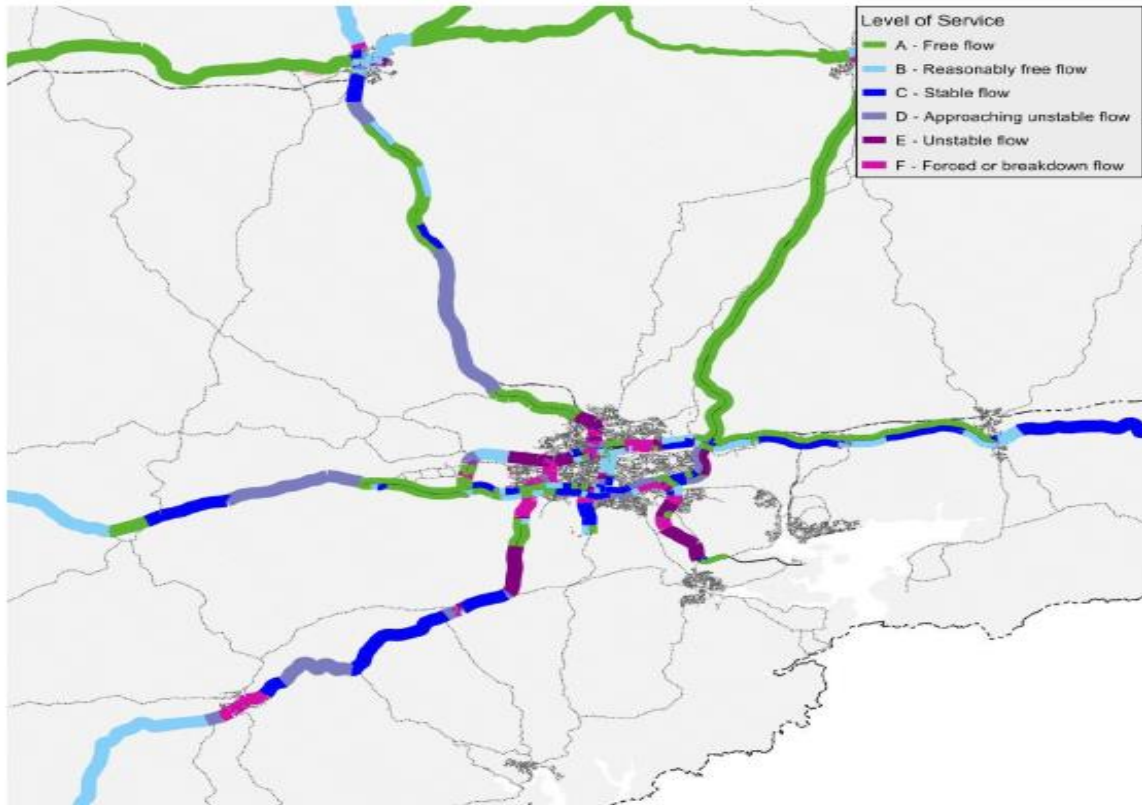 Level of Service
A - Free flow
B - Reasonably free flow
C - Stable flow
D - Approaching unstable flow
E - Unstable flow
F - Forced or breakdown flow